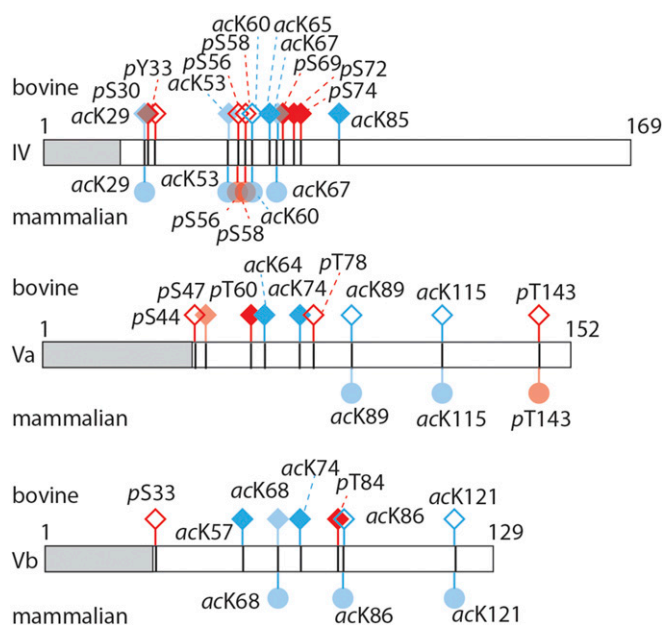 acK60 acK65
pS58 acK67
pS56 pS69
pY33 acK53 pS72
bovine pS30 pS74
1 acK29 acK85 169
IV
acK29 acK53 acK67
mammalian pS56 acK60
pS58
acK64 pT78
bovine pS47 pT60 acK74 acK89 acK115 pT143
1 pS44 152
Va
mammalian acK89 acK115 pT143
acK74
bovine pS33 acK68 pT84 acK121
1 acK57 acK86 129
Vb
mammalian acK68 acK86 acK121